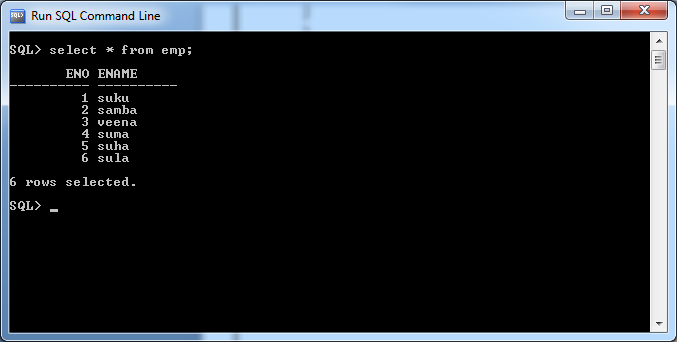 Run SQL Command Line
SQL> select * from emp;
ENO ENAME
---------- ----------
1 suku
2 samba
3 veena
4 suma
5 suha
6 sula
6 rows selected.
SQL> _